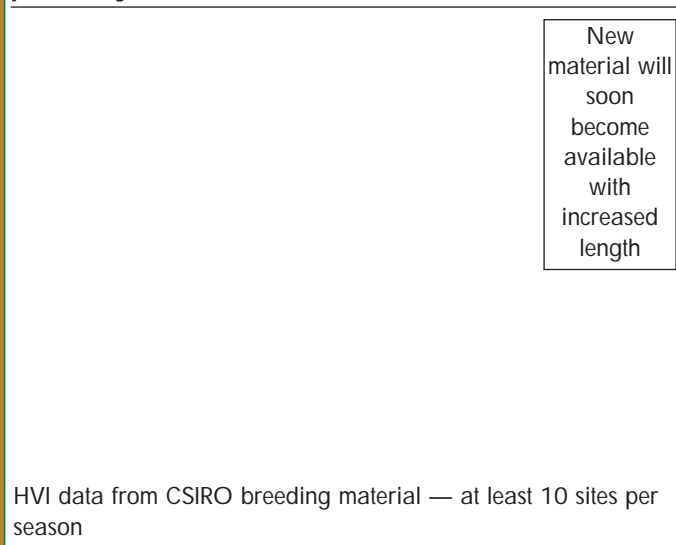 New
material will
soon
become
available
with
increased
length
HVI data from CSIRO breeding material — at least 10 sites per
season